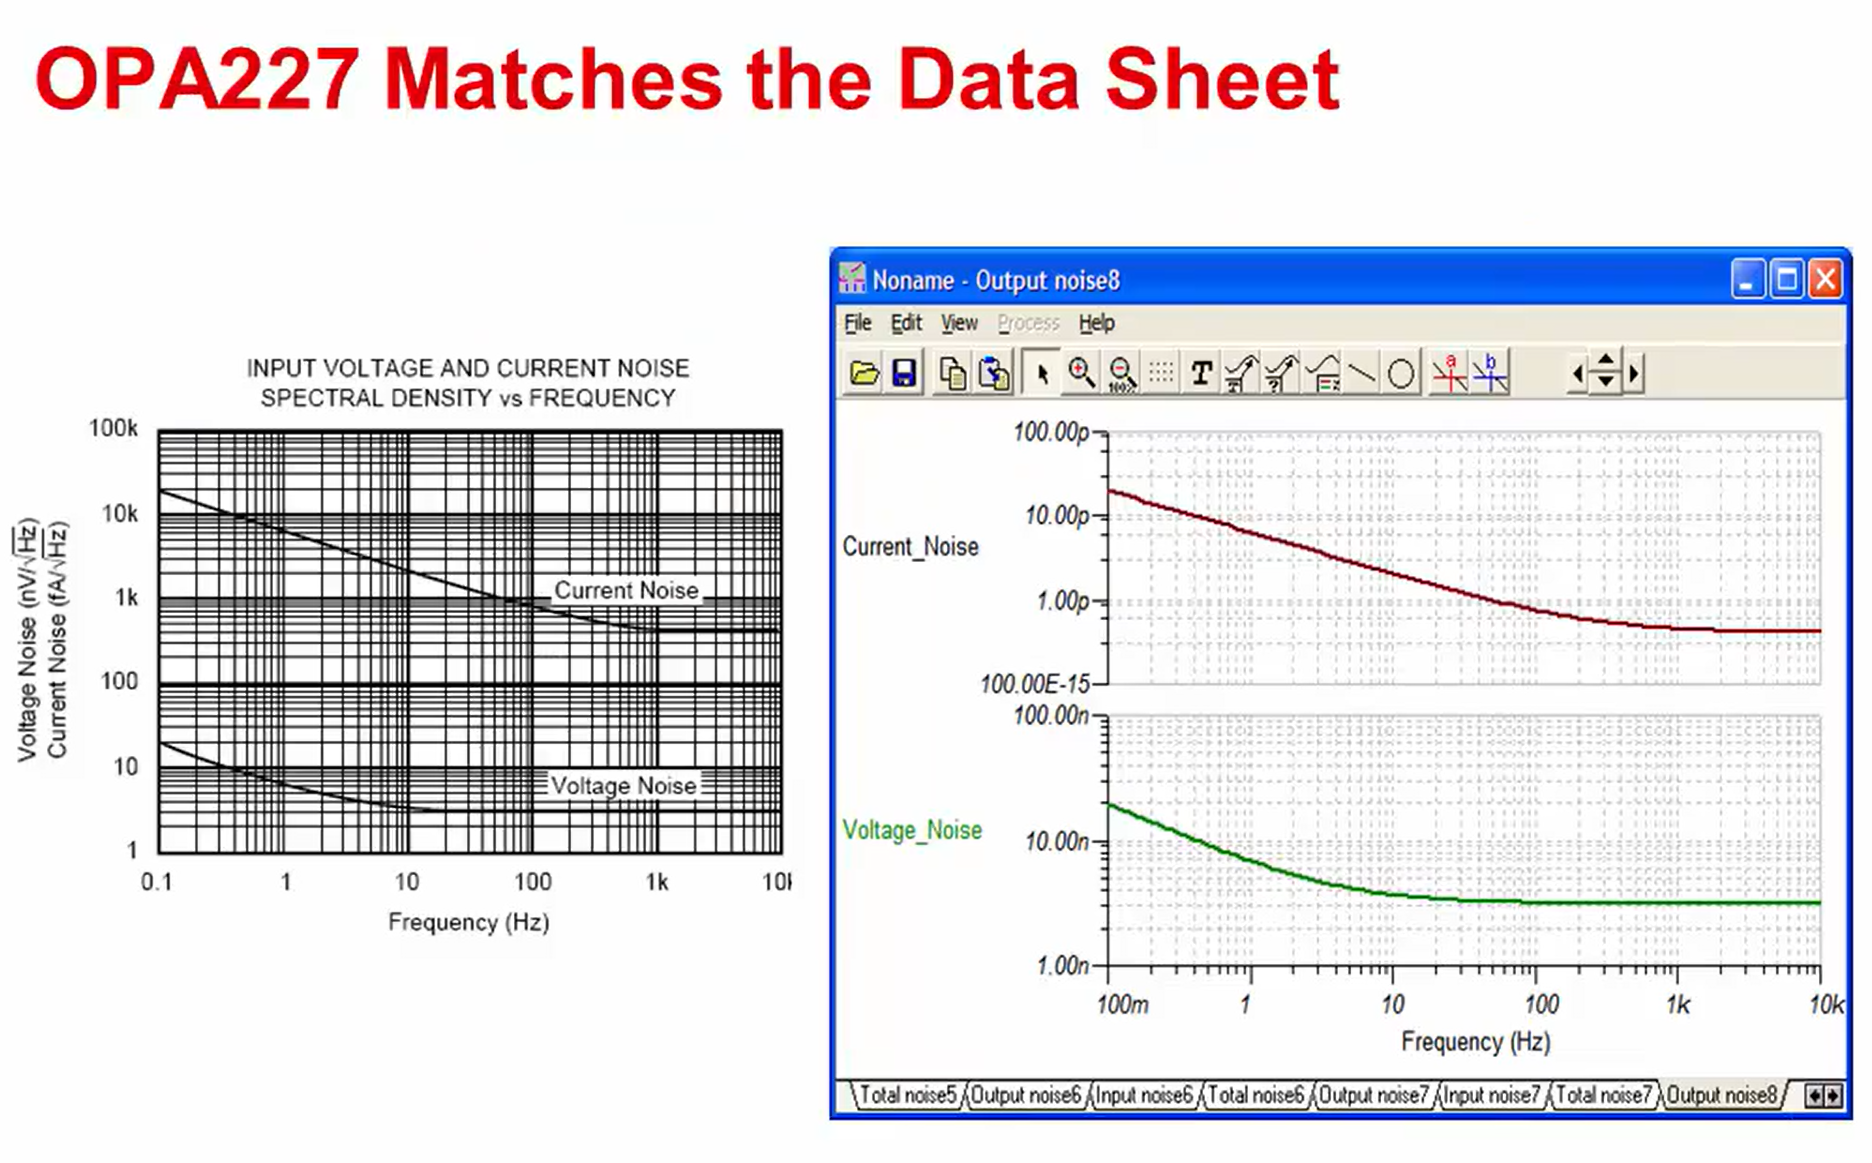 OPA227 Matches the Data Sheet
INPUT VOLTAGE AND CURRENT NOISE
SPECTRAL DENSITY vs FREQUENCY
100k
10k
1k
100
10
1
Voltage Noise (nV/√Hz)
Current Noise (fA/√Hz)
Current Noise
Voltage Noise
0.1 1 10 100 1k
Frequency (Hz)
Noname - Output noise8
File Edit View Process Help
100%
T
a b
100.00p
10.00p
1.00p
100.00E-15
Current_Noise
100.00n
10.00n
1.00n
Voltage_Noise
100m 1 10 100 1k 10k
Frequency (Hz)
Total noise5 Output noise6 Input noise6 Total noise6 Output noise7 Input noise7 Total noise7 Output noise8